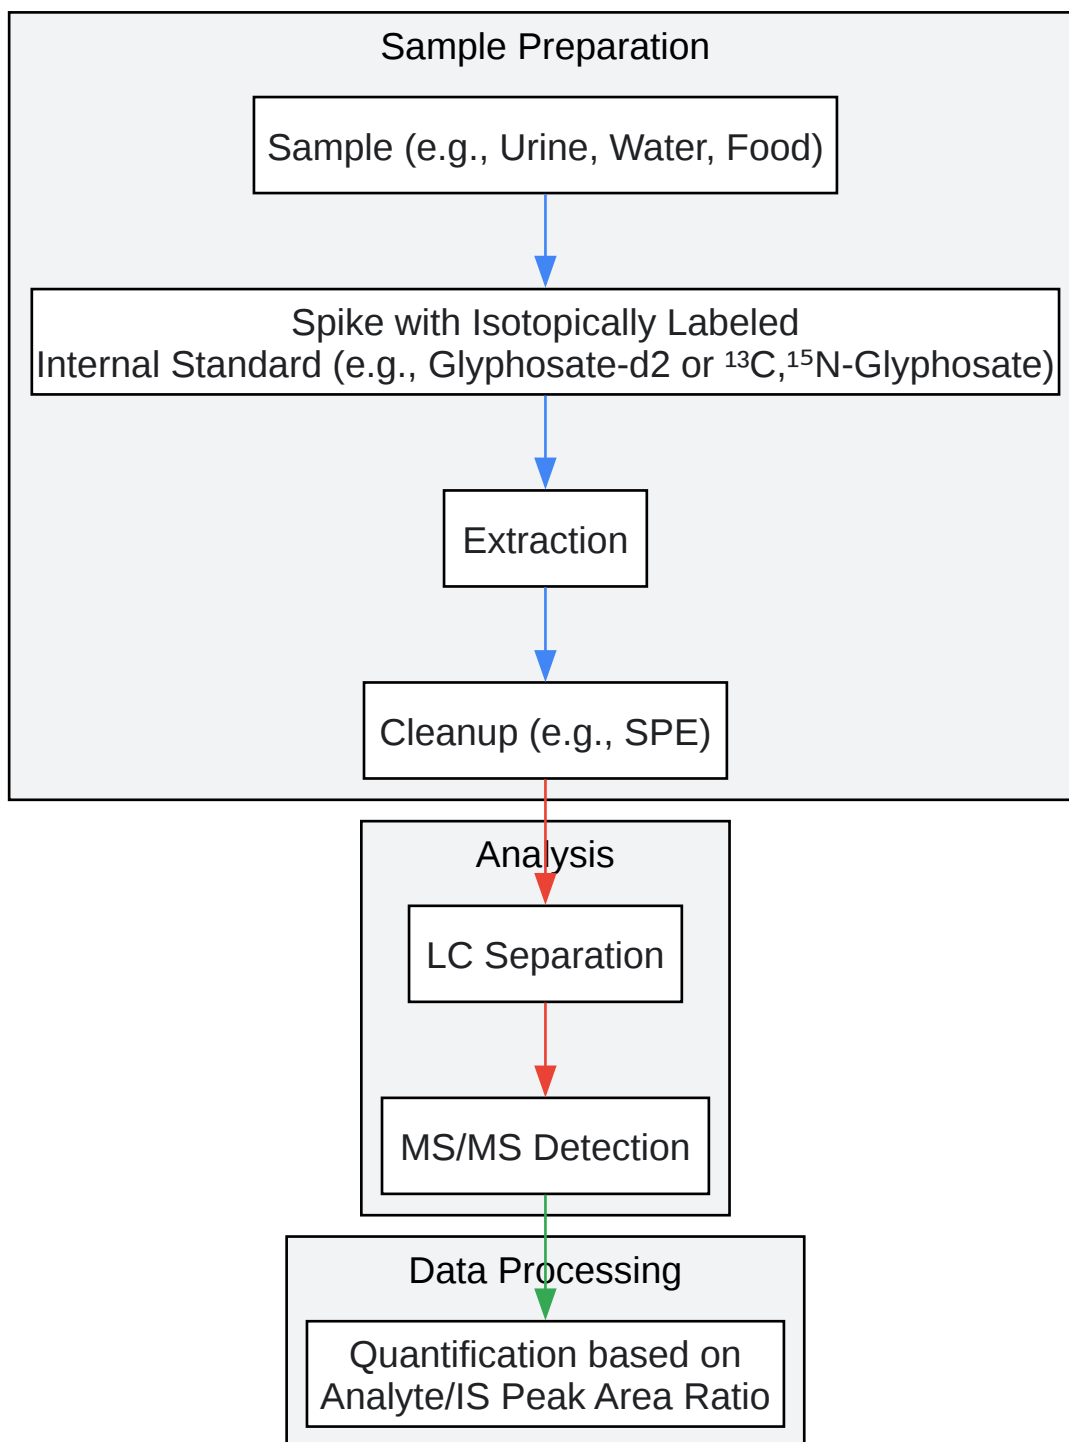 Sample Preparation
Sample (e.g., Urine, Water, Food)
Spike with Isotopically Labeled
Internal Standard (e.g., Glyphosate-d2 or ¹³C,¹⁵N-Glyphosate)
Extraction
Cleanup (e.g., SPE)
Analysis
LC Separation
MS/MS Detection
Data Processing
Quantification based on
Analyte/IS Peak Area Ratio